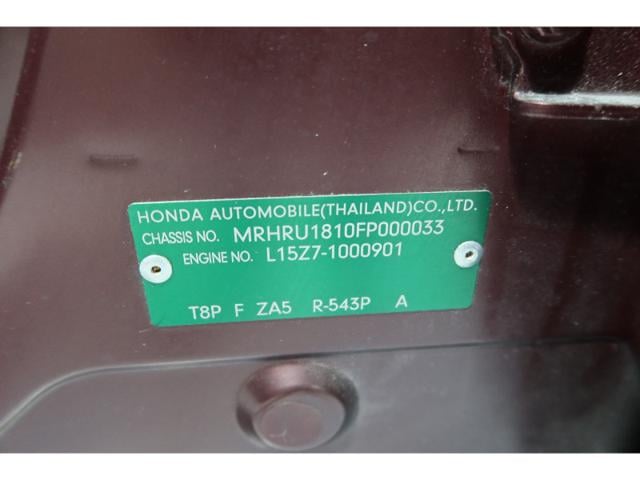 HONDA AUTOMOBILE(THAILAND)CO.,LTD.
CHASSIS NO. MRHRU1810FP000033
ENGINE NO. L15Z7-1000901
T8P F ZA5 R-543P A